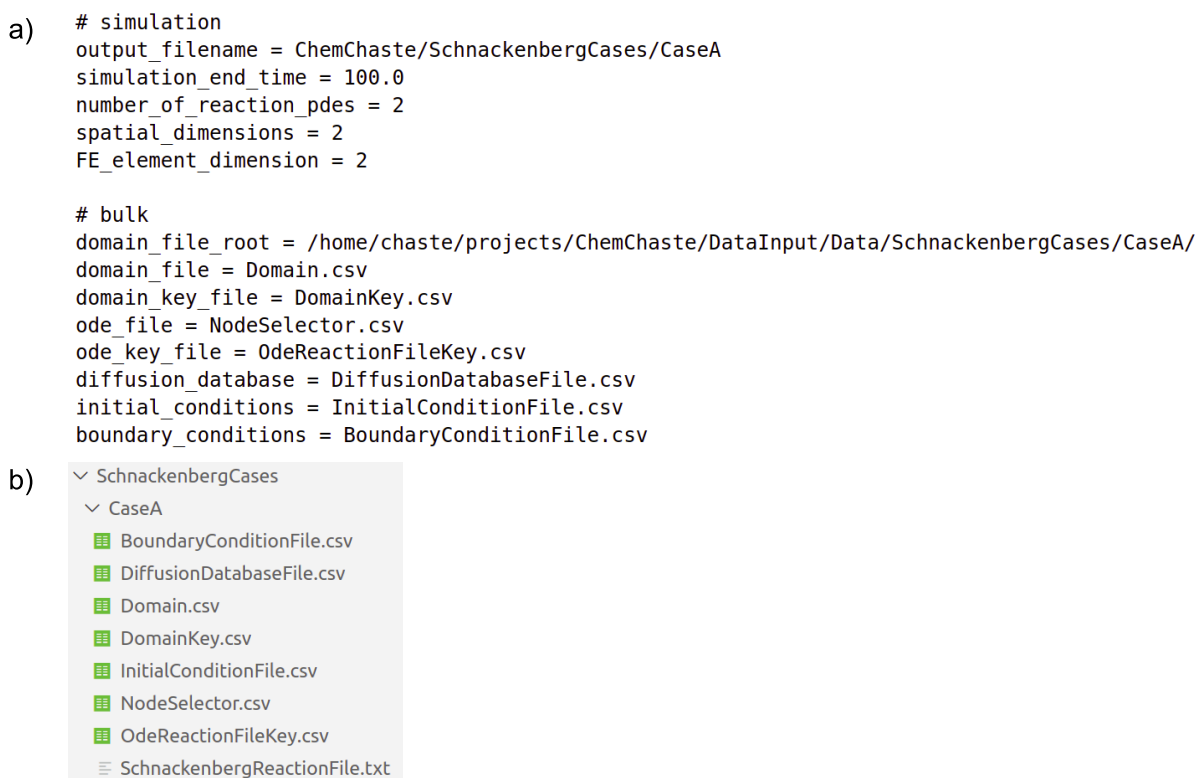 a)
# simulation
output_filename = ChemChaste/SchnackenbergCases/CaseA
simulation_end_time = 100.0
number_of_reaction_pdes = 2
spatial_dimensions = 2
FE_element_dimension = 2
# bulk
domain_file_root = /home/chaste/projects/ChemChaste/DataInput/Data/SchnackenbergCases/CaseA/
domain_file = Domain.csv
domain_key_file = DomainKey.csv
ode_file = NodeSelector.csv
ode_key_file = OdeReactionFileKey.csv
diffusion_database = DiffusionDatabaseFile.csv
initial_conditions = InitialConditionFile.csv
boundary_conditions = BoundaryConditionFile.csv
b)
SchnackenbergCases
CaseA
BoundaryConditionFile.csv
DiffusionDatabaseFile.csv
Domain.csv
DomainKey.csv
InitialConditionFile.csv
NodeSelector.csv
OdeReactionFileKey.csv
SchnackenbergReactionFile.txt